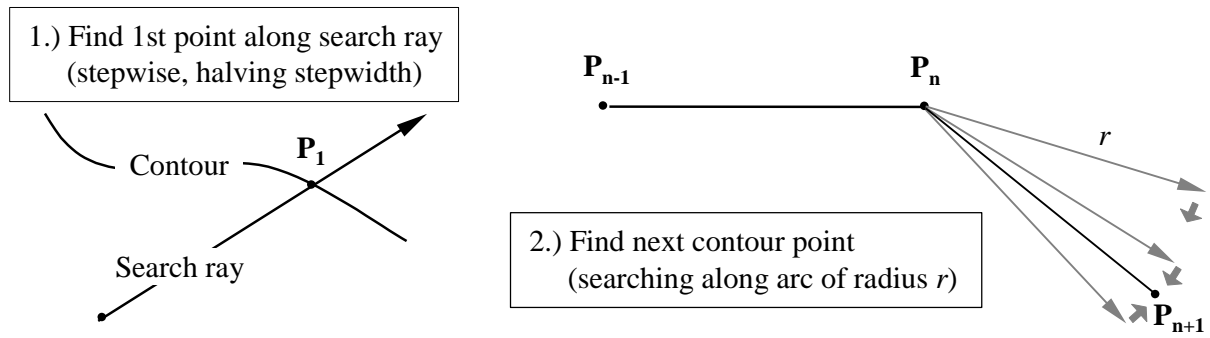 1.) Find 1st point along search ray
(stepwise, halving stepwidth)
P1
Contour
Search ray
Pn-1
Pn
r
2.) Find next contour point
(searching along arc of radius r)
Pn+1